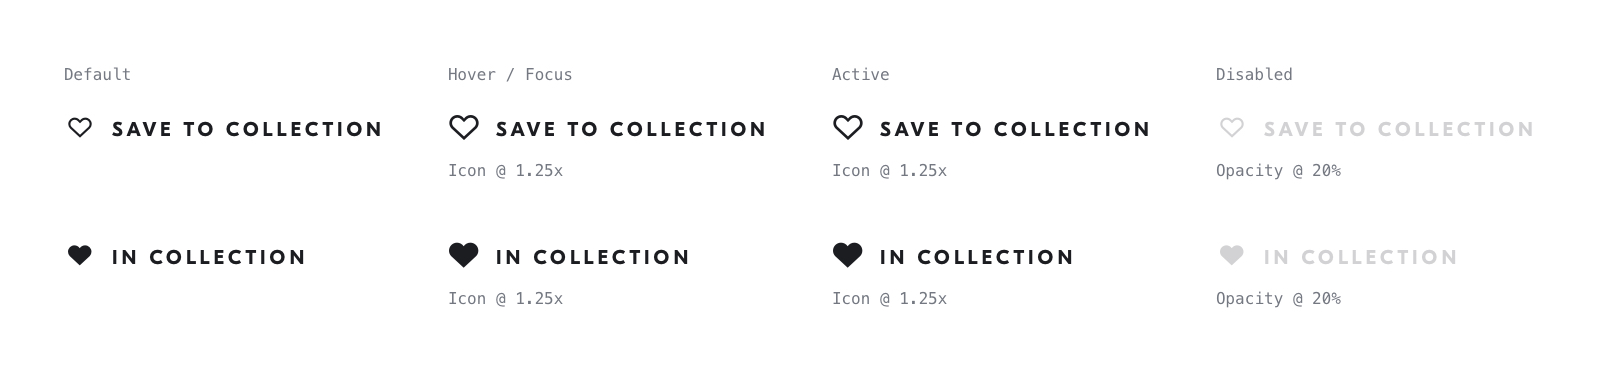 Default Hover / Focus Active Disabled
SAVE TO COLLECTION SAVE TO COLLECTION SAVE TO COLLECTION SAVE TO COLLECTION
Icon @ 1.25x Icon @ 1.25x Opacity @ 20%
IN COLLECTION IN COLLECTION IN COLLECTION IN COLLECTION
Icon @ 1.25x Icon @ 1.25x Opacity @ 20%